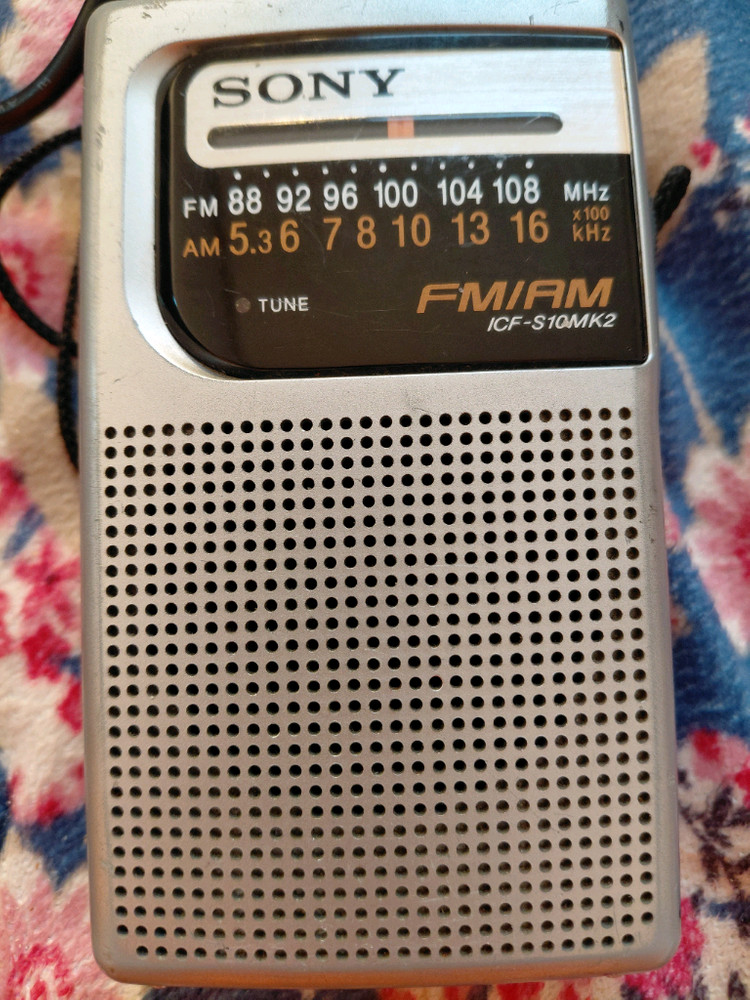 SONY
FM 88 92 96 100 104 108 MHz
AM 5.3 6 7 8 10 13 16 x100 kHz
TUNE
FM/AM
ICF-S10MK2